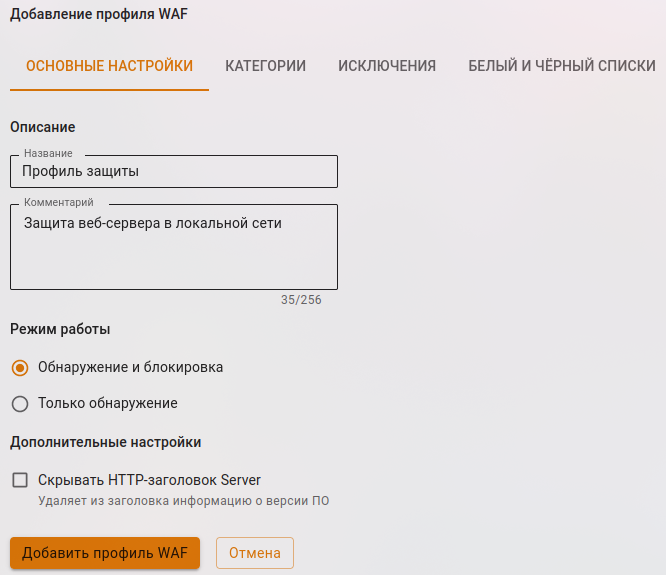 Добавление профиля WAF
ОСНОВНЫЕ НАСТРОЙКИ КАТЕГОРИИ ИСКЛЮЧЕНИЯ БЕЛЫЙ И ЧЁРНЫЙ СПИСКИ
Описание
Название
Профиль защиты
Комментарий
Защита веб-сервера в локальной сети
35/256
Режим работы
Обнаружение и блокировка
Только обнаружение
Дополнительные настройки
Скрывать HTTP-заголовок Server
Удаляет из заголовка информацию о версии ПО
Добавить профиль WAF Отмена